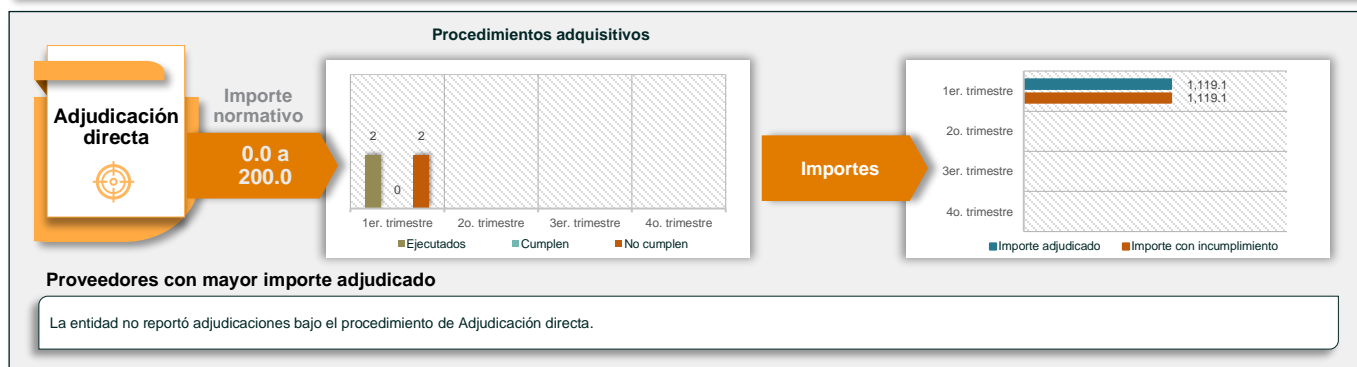 Procedimientos adquisitivos
Adjudicación
directa
Importe
normativo
0.0 a
200.0
2
0
2
1er. trimestre
2o. trimestre
3er. trimestre
4o. trimestre
Ejecutados
Cumplen
No cumplen
Importes
1er. trimestre
1,119.1
1,119.1
2o. trimestre
3er. trimestre
4o. trimestre
Importe adjudicado
Importe con incumplimiento
Proveedores con mayor importe adjudicado
La entidad no reportó adjudicaciones bajo el procedimiento de Adjudicación directa.